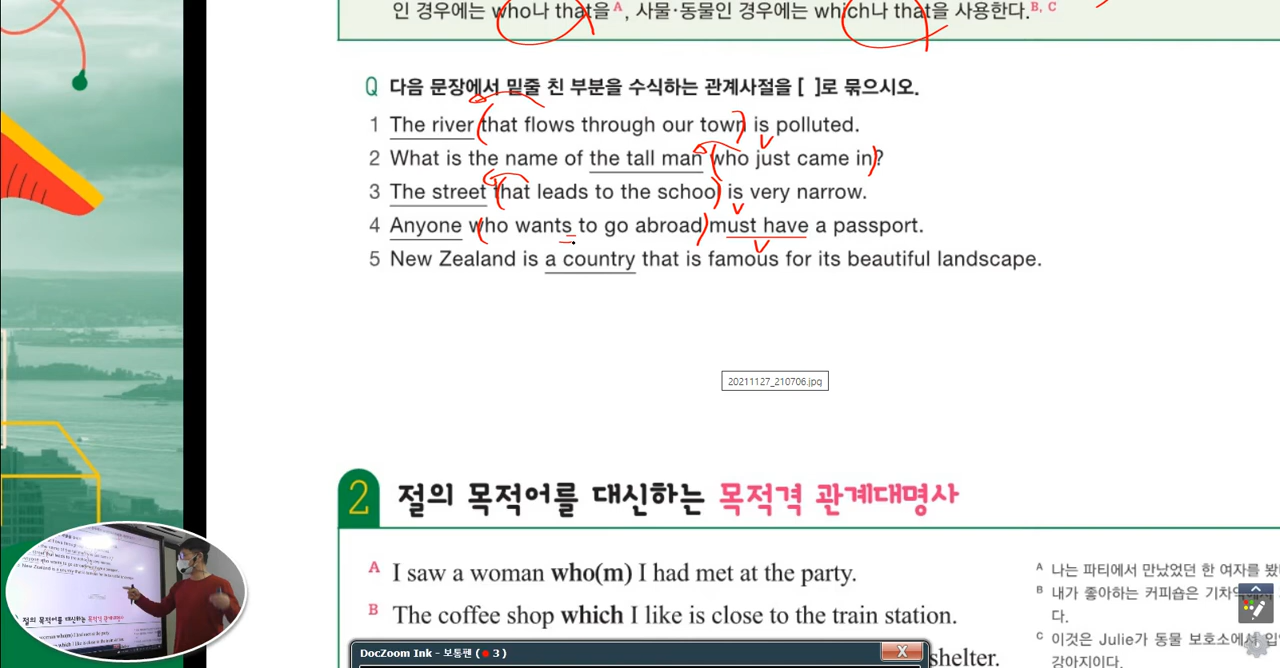 인 경우에는 who나 that을A, 사물·동물인 경우에는 which나 that을 사용한다.B, C
Q 다음 문장에서 밑줄 친 부분을 수식하는 관계사절을 [ ]로 묶으시오.
1 The river that flows through our town is polluted.
2 What is the name of the tall man who just came in?
3 The street that leads to the school is very narrow.
4 Anyone who wants to go abroad must have a passport.
5 New Zealand is a country that is famous for its beautiful landscape.
20211127_210706.jpg
2 절의 목적어를 대신하는 목적격 관계대명사
A I saw a woman who(m) I had met at the party.
B The coffee shop which I like is close to the train station.
shelter.
A 나는 파티에서 만났었던 한 여자를 봤
B 내가 좋아하는 커피숍은 기차역에서
다.
C 이것은 Julie가 동물 보호소에서 입
강아지이다.
DocZoom Ink - 보통펜 ( 3 )
X